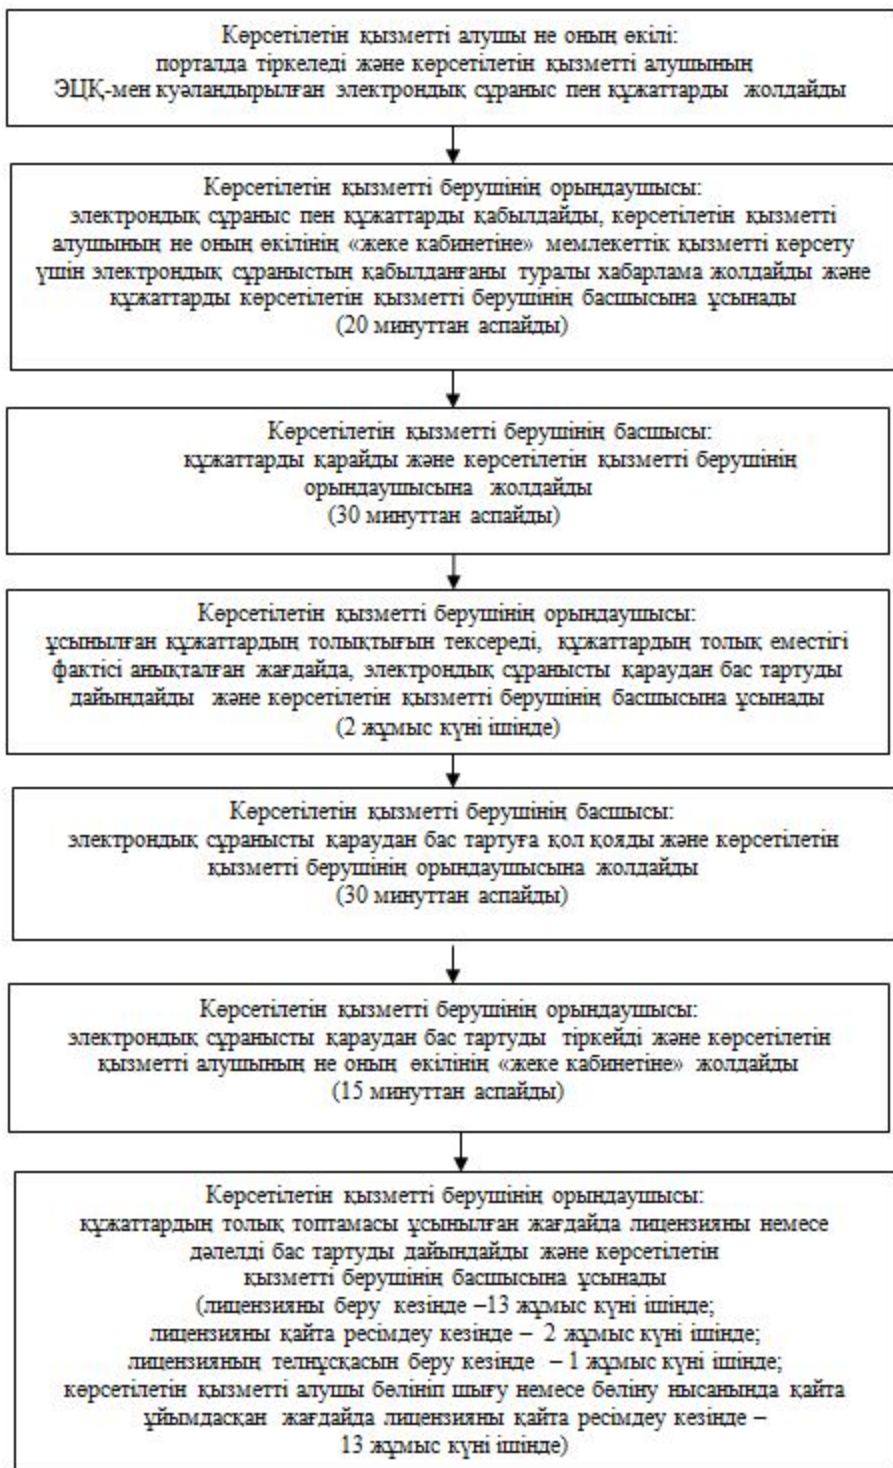 Көрсетілетін қызметті алушы не оның өкілі:
порталда тіркеледі және көрсетілетін қызметті алушының
ЭЦҚ-мен куәландырылған электрондық сұраныс пен құжаттарды жолдайды
Көрсетілетін қызметті берушінің орындаушысы:
электрондық сұраныс пен құжаттарды қабылдайды, көрсетілетін қызметті
алушының не оның өкілінің «жеке кабинетіне» мемлекеттік қызметті көрсету
үшін электрондық сұраныстың қабылданғаны туралы хабарлама жолдайды және
құжаттарды көрсетілетін қызметті берушінің басшысына ұсынады
(20 минуттан аспайды)
Көрсетілетін қызметті берушінің басшысы:
құжаттарды қарайды және көрсетілетін қызметті берушінің
орындаушысына жолдайды
(30 минуттан аспайды)
Көрсетілетін қызметті берушінің орындаушысы:
ұсынылған құжаттардың толықтығын тексереді, құжаттардың толық еместігі
фактісі анықталған жағдайда, электрондық сұранысты қараудан бас тартуды
дайындайды және көрсетілетін қызметті берушінің басшысына ұсынады
(2 жұмыс күні ішінде)
Көрсетілетін қызметті берушінің басшысы:
электрондық сұранысты қараудан бас тартуға қол қояды және көрсетілетін
қызметті берушінің орындаушысына жолдайды
(30 минуттан аспайды)
Көрсетілетін қызметті берушінің орындаушысы:
электрондық сұранысты қараудан бас тартуды тіркейді және көрсетілетін
қызметті алушының не оның өкілінің «жеке кабинетіне» жолдайды
(15 минуттан аспайды)
Көрсетілетін қызметті берушінің орындаушысы:
құжаттардың толық топтамасы ұсынылған жағдайда лицензияны немесе
дәлелді бас тартуды дайындайды және көрсетілетін
қызметті берушінің басшысына ұсынады
(лицензияны беру кезінде –13 жұмыс күні ішінде;
лицензияны қайта ресімдеу кезінде – 2 жұмыс күні ішінде;
лицензияның телнұсқасын беру кезінде – 1 жұмыс күні ішінде;
көрсетілетін қызметті алушы бөлініп шығу немесе бөліну нысанында қайта
ұйымдасқан жағдайда лицензияны қайта ресімдеу кезінде –
13 жұмыс күні ішінде)